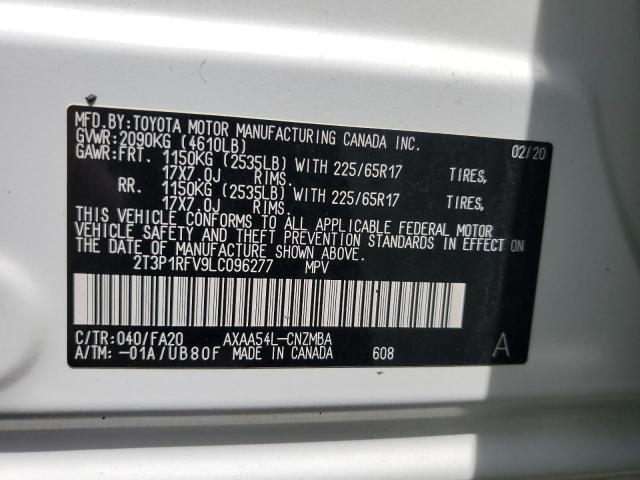 MFD.BY:TOYOTA MOTOR MANUFACTURING CANADA INC. 02/20
GVWR:2090KG (4610LB)
GAWR:FRT. 1150KG (2535LB) WITH 225/65R17 TIRES,
17X7.0J RIMS.
RR. 1150KG (2535LB) WITH 225/65R17 TIRES,
17X7.0J RIMS.
THIS VEHICLE CONFORMS TO ALL APPLICABLE FEDERAL MOTOR
VEHICLE SAFETY AND THEFT PREVENTION STANDARDS IN EFFECT ON
THE DATE OF MANUFACTURE SHOWN ABOVE.
2T3P1RFV9LC096277 MPV
C/TR:040/FA20 AXAA54L-CNZMBA
A/TM:-01A/UB80F MADE IN CANADA 608 A